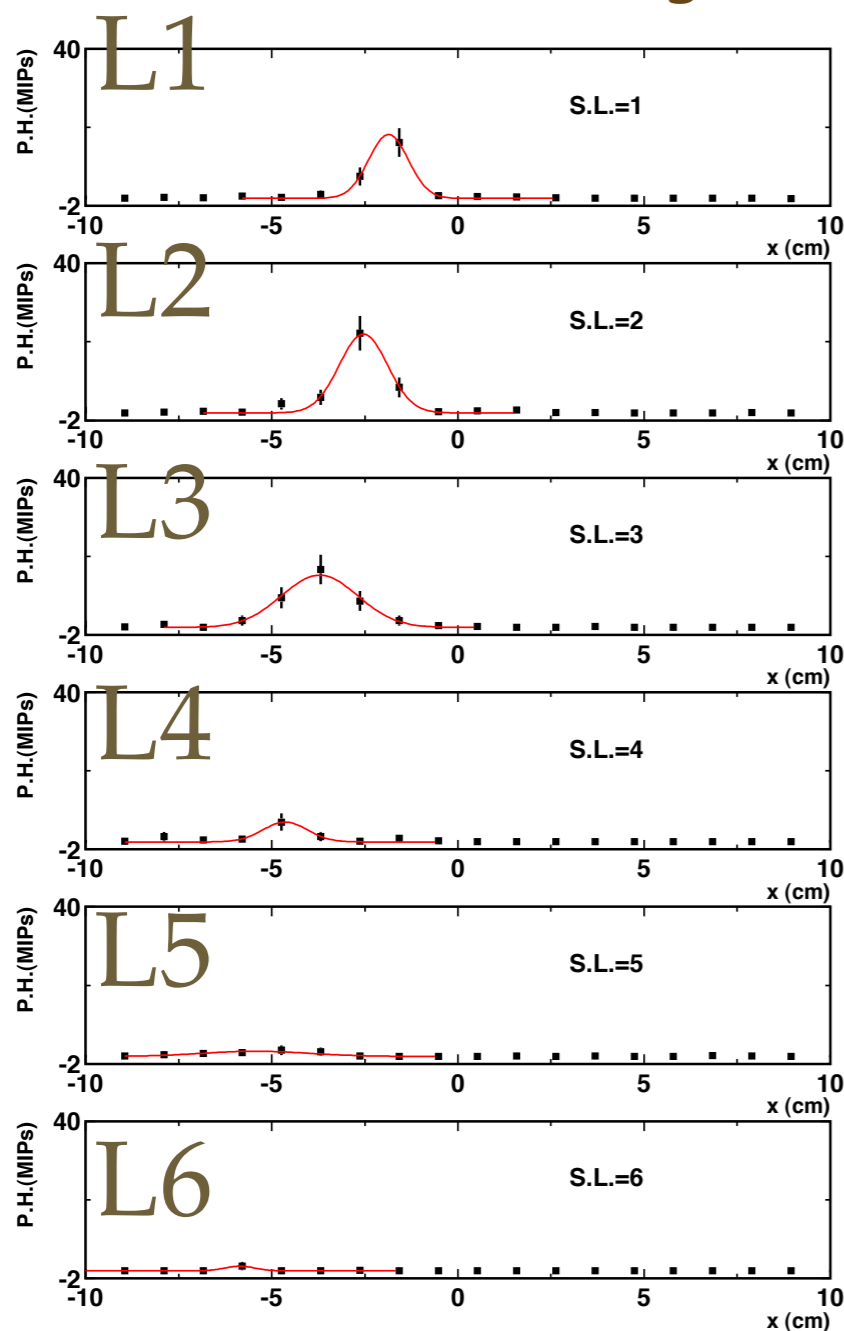 L1
40
P.H.(MIPs)
S.L.=1
-2
-10 -5 0 5 10
x (cm)
L2
40
P.H.(MIPs)
S.L.=2
-2
-10 -5 0 5 10
x (cm)
L3
40
P.H.(MIPs)
S.L.=3
-2
-10 -5 0 5 10
x (cm)
L4
40
P.H.(MIPs)
S.L.=4
-2
-10 -5 0 5 10
x (cm)
L5
40
P.H.(MIPs)
S.L.=5
-2
-10 -5 0 5 10
x (cm)
L6
40
P.H.(MIPs)
S.L.=6
-2
-10 -5 0 5 10
x (cm)